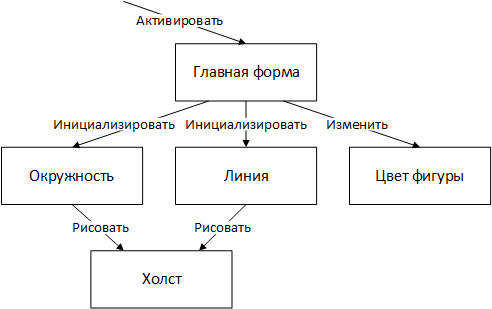 Активировать
Главная форма
Инициализировать Инициализировать Изменить
Окружность Линия Цвет фигуры
Рисовать Рисовать
Холст